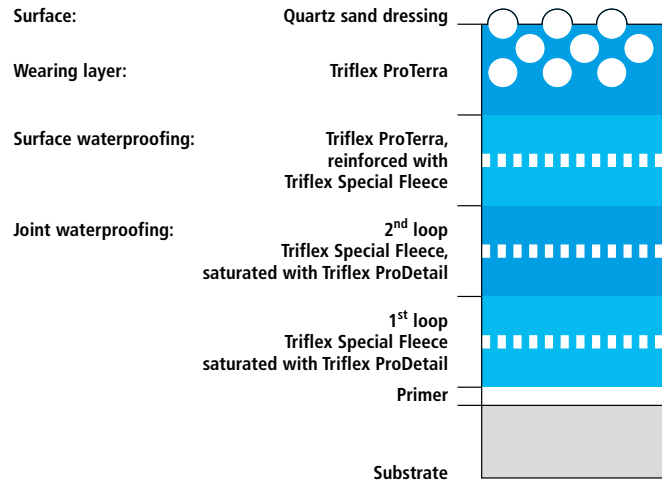 Surface: Quartz sand dressing
Wearing layer: Triflex ProTerra
Surface waterproofing: Triflex ProTerra,
reinforced with
Triflex Special Fleece
Joint waterproofing: 2nd loop
Triflex Special Fleece,
saturated with Triflex ProDetail
1st loop
Triflex Special Fleece
saturated with Triflex ProDetail
Primer
Substrate